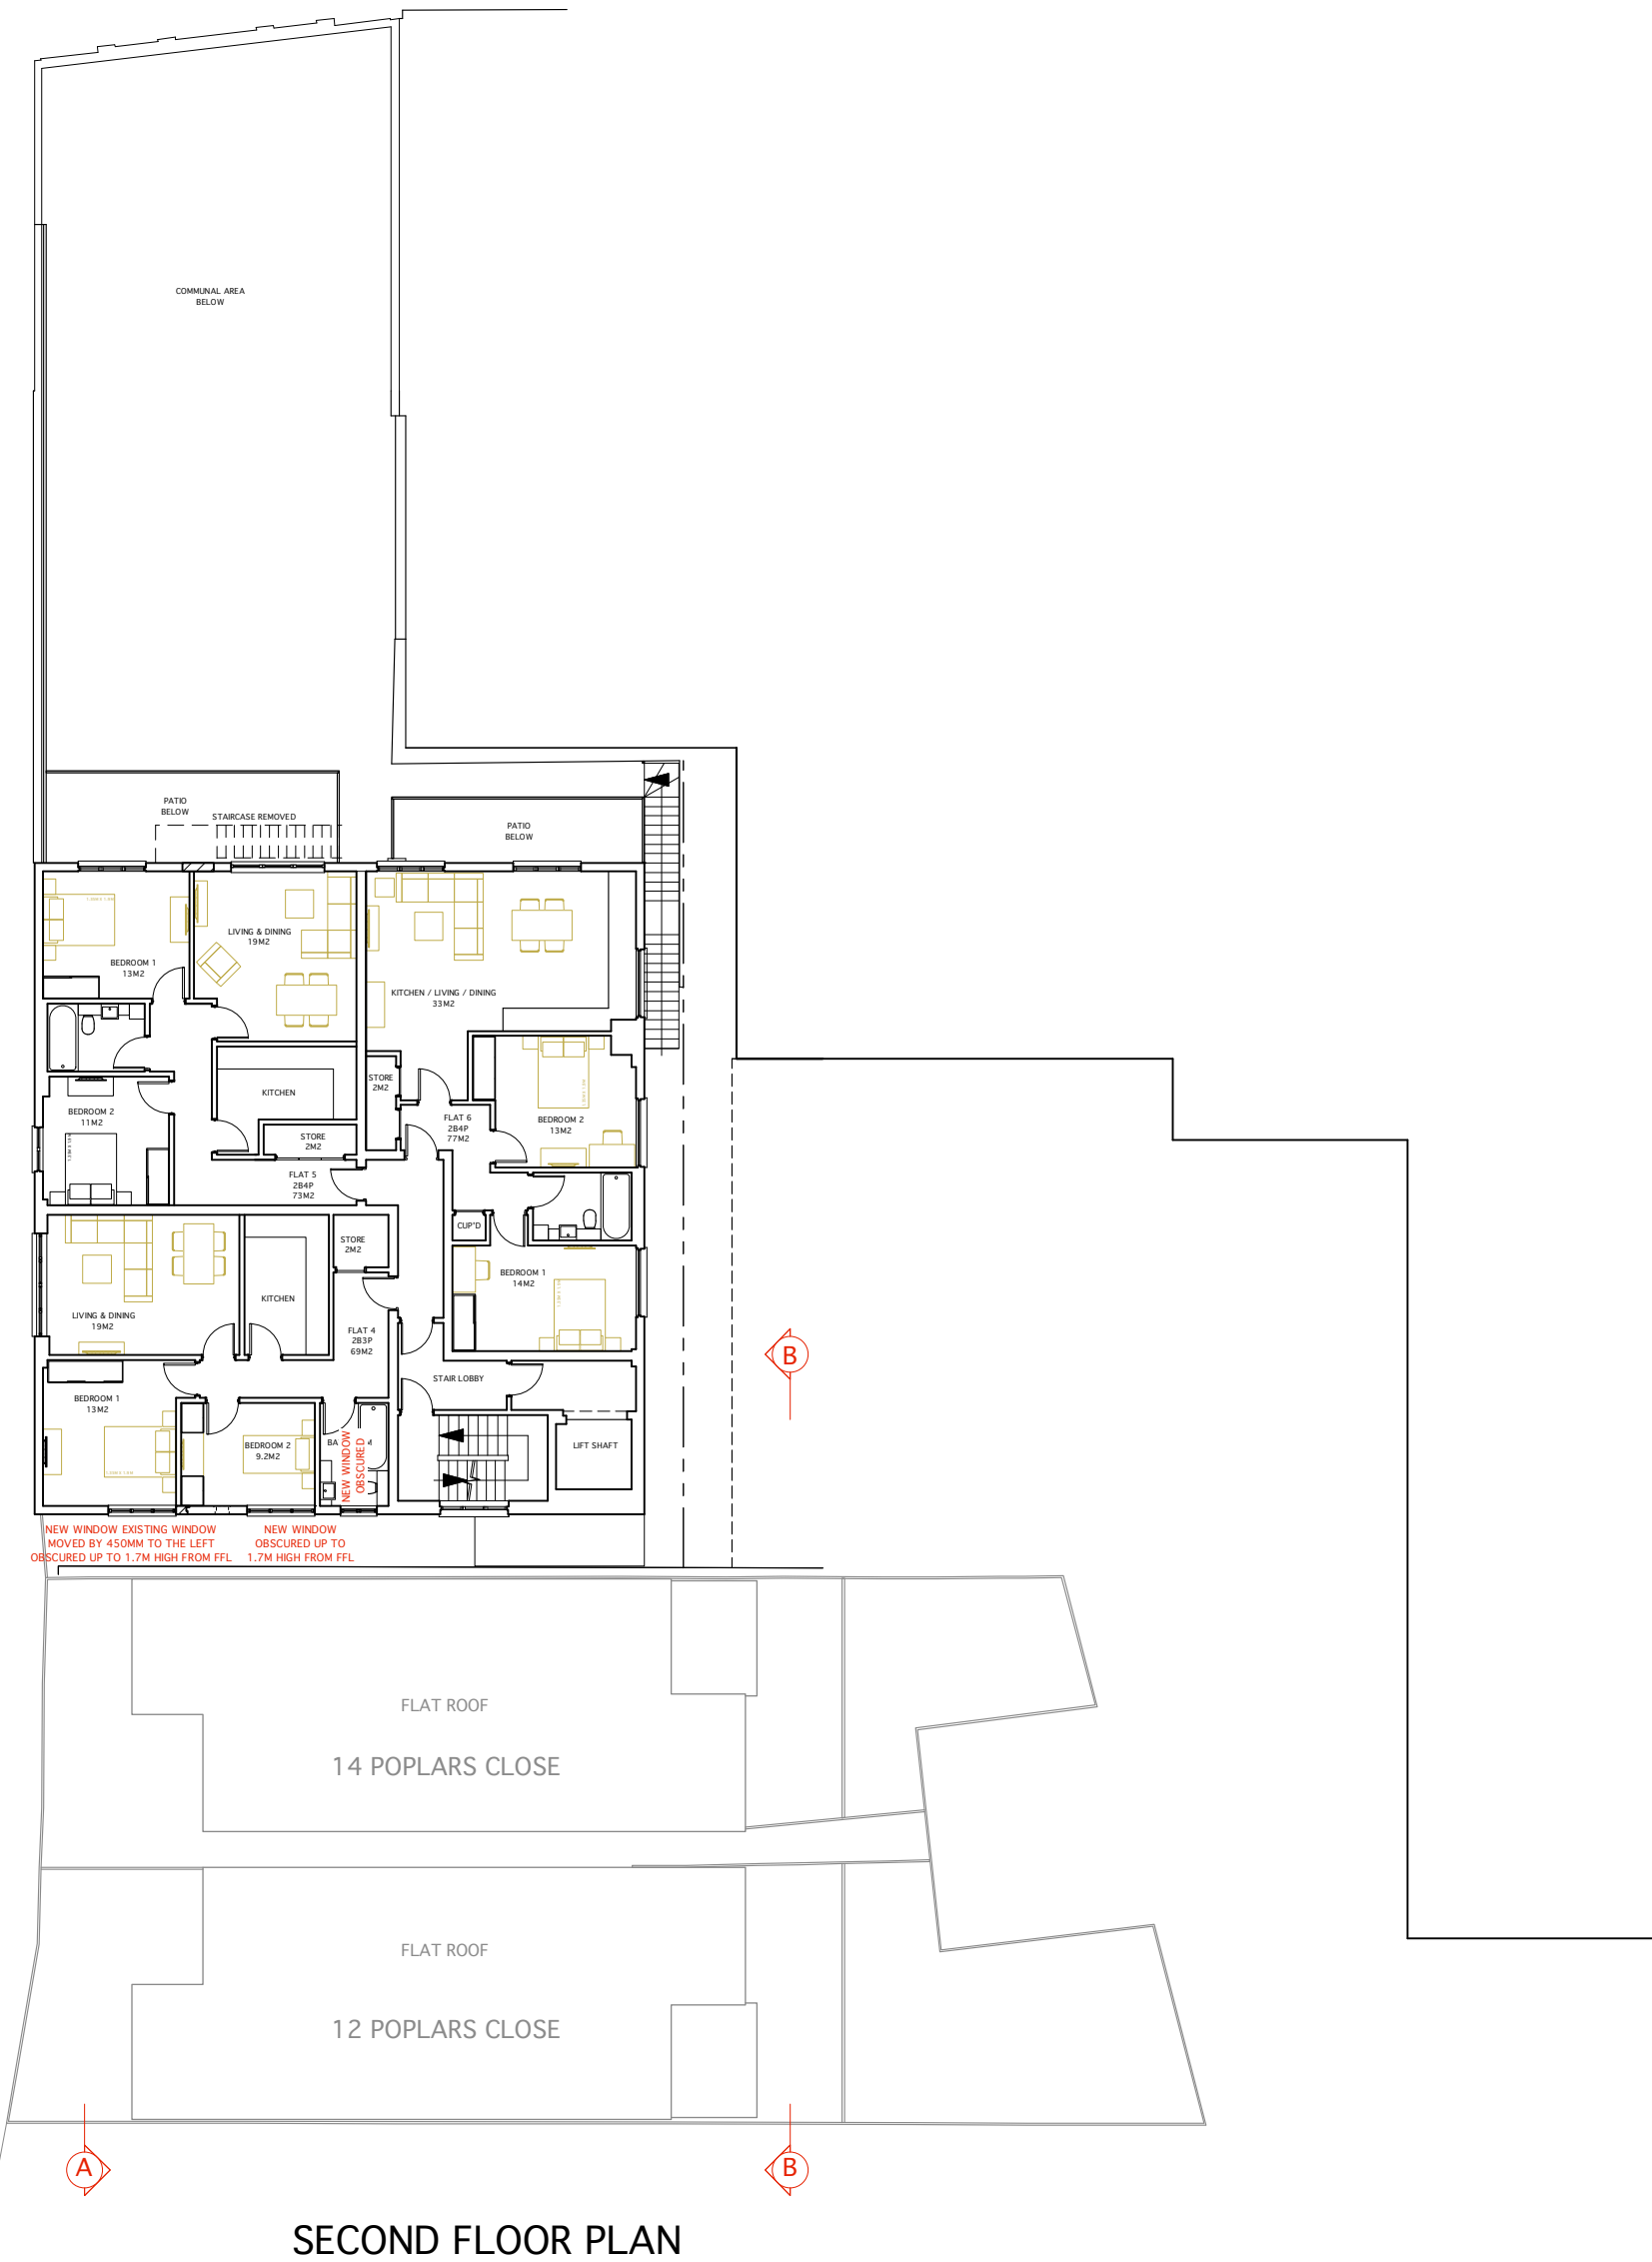 COMMUNAL AREA
BELOW
PATIO
BELOW
STAIRCASE REMOVED
PATIO
BELOW
LIVING & DINING
19M2
BEDROOM 1
13M2
KITCHEN / LIVING / DINING
33M2
KITCHEN
STORE
2M2
BEDROOM 2
11M2
STORE
2M2
FLAT 6
2B4P
77M2
BEDROOM 2
13M2
FLAT 5
2B4P
73M2
CUP'D
STORE
2M2
BEDROOM 1
14M2
KITCHEN
LIVING & DINING
19M2
FLAT 4
2B3P
69M2
STAIR LOBBY
BEDROOM 1
13M2
BEDROOM 2
9.2M2
NEW WINDOW
OBSCURED
LIFT SHAFT
NEW WINDOW EXISTING WINDOW
MOVED BY 450MM TO THE LEFT
OBSCURED UP TO 1.7M HIGH FROM FFL
NEW WINDOW
OBSCURED UP TO
1.7M HIGH FROM FFL
B
FLAT ROOF
14 POPLARS CLOSE
FLAT ROOF
12 POPLARS CLOSE
A
B
SECOND FLOOR PLAN